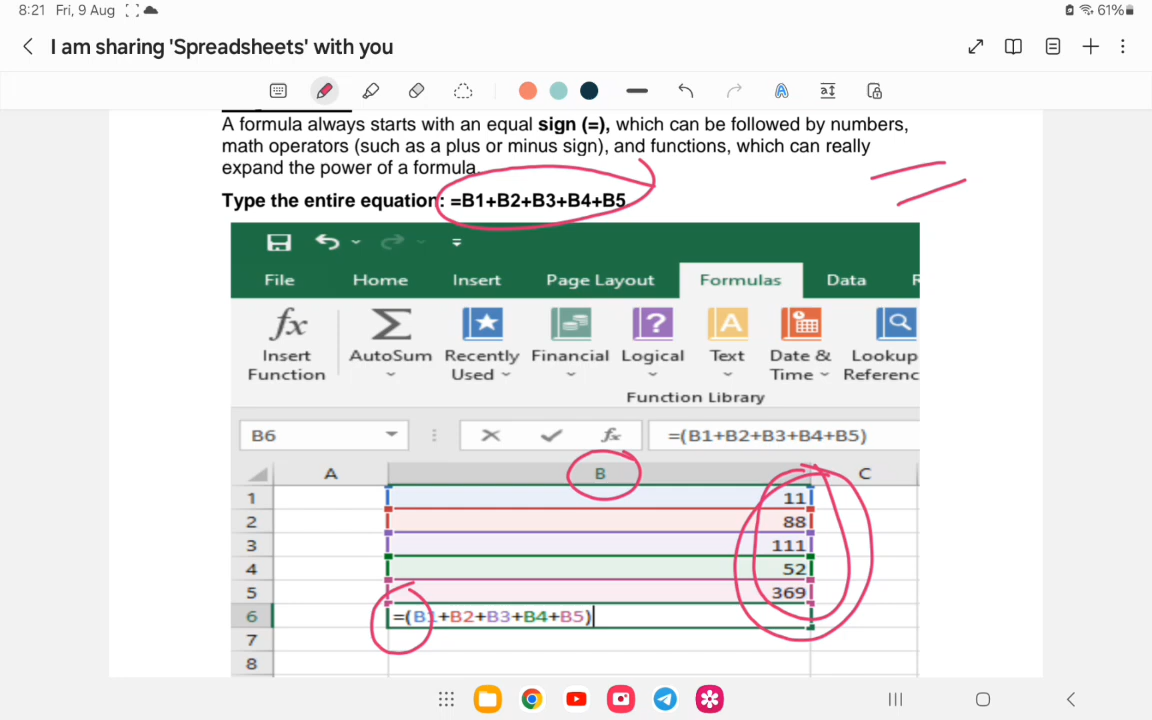 8:21 Fri, 9 Aug 61%
I am sharing 'Spreadsheets' with you
A formula always starts with an equal sign (=), which can be followed by numbers,
math operators (such as a plus or minus sign), and functions, which can really
expand the power of a formula.
Type the entire equation: =B1+B2+B3+B4+B5
File Home Insert Page Layout Formulas Data R
fx A ?
Insert AutoSum Recently Financial Logical Text Date & Lookup
Function Used Time Referenc
Function Library
B6 fx =(B1+B2+B3+B4+B5)
A B C
1 11
2 88
3 111
4 52
5 369
6 =(B1+B2+B3+B4+B5)
7
8